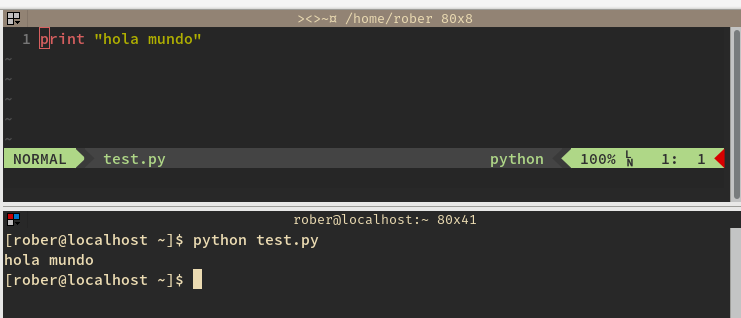 ><>~¤ /home/rober 80x8
1 print "hola mundo"
~
~
~
~
~
NORMAL test.py python 100% LN 1: 1
rober@localhost:~ 80x41
[rober@localhost ~]$ python test.py
hola mundo
[rober@localhost ~]$